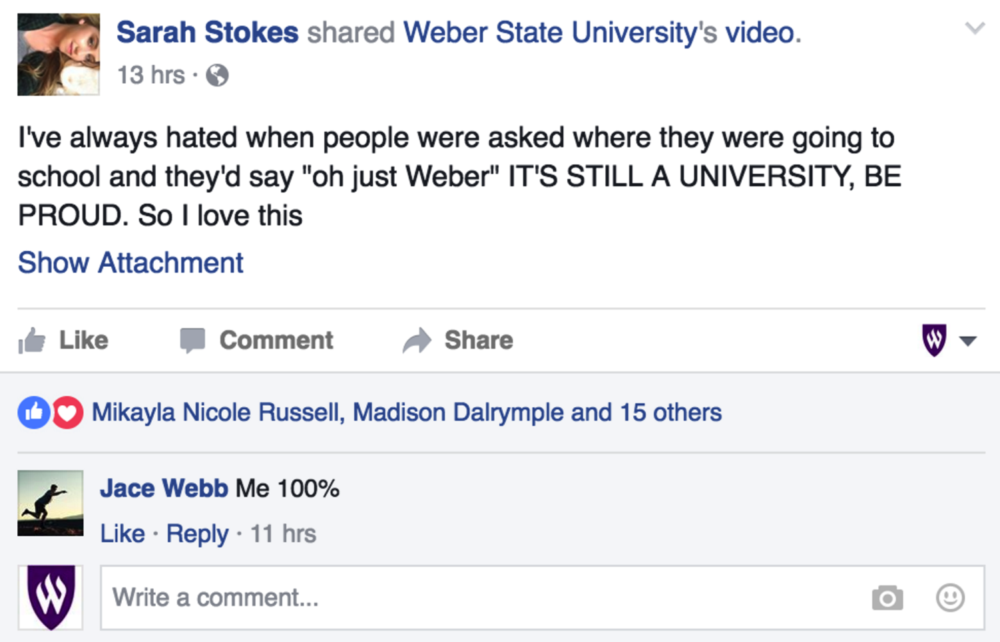 Sarah Stokes shared Weber State University's video.
13 hrs ·
I've always hated when people were asked where they were going to
school and they'd say "oh just Weber" IT'S STILL A UNIVERSITY, BE
PROUD. So I love this
Show Attachment
Like Comment Share W
Mikayla Nicole Russell, Madison Dalrymple and 15 others
Jace Webb Me 100%
Like · Reply · 11 hrs
W
Write a comment...